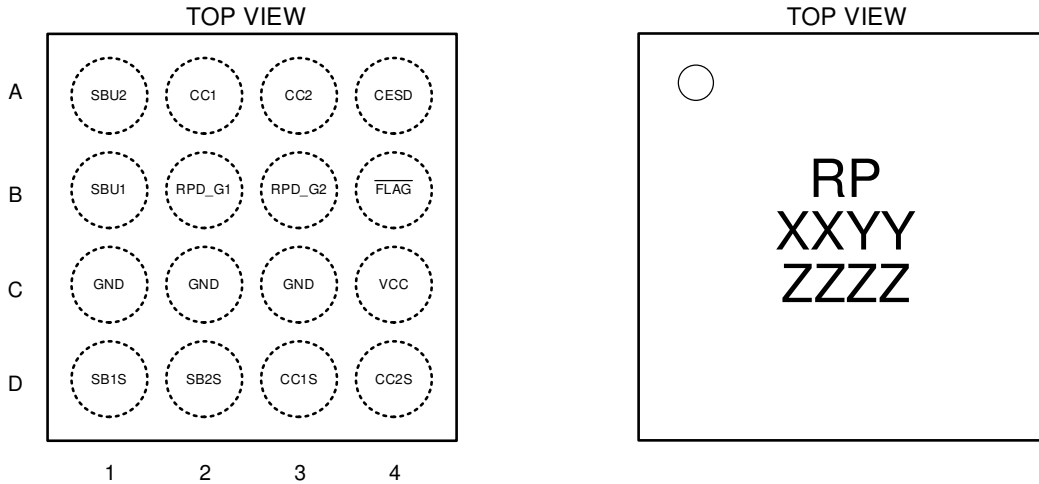 TOP VIEW
TOP VIEW
A
SBU2 CC1 CC2 CESD
B
SBU1 RPD_G1 RPD_G2 FLAG
C
GND GND GND VCC
D
SB1S SB2S CC1S CC2S
1 2 3 4
RP
XXYY
ZZZZ